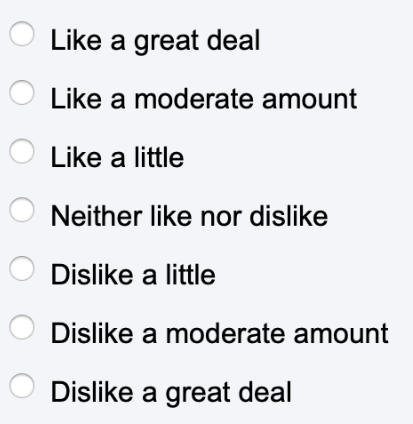 Like a great deal
Like a moderate amount
Like a little
Neither like nor dislike
Dislike a little
Dislike a moderate amount
Dislike a great deal